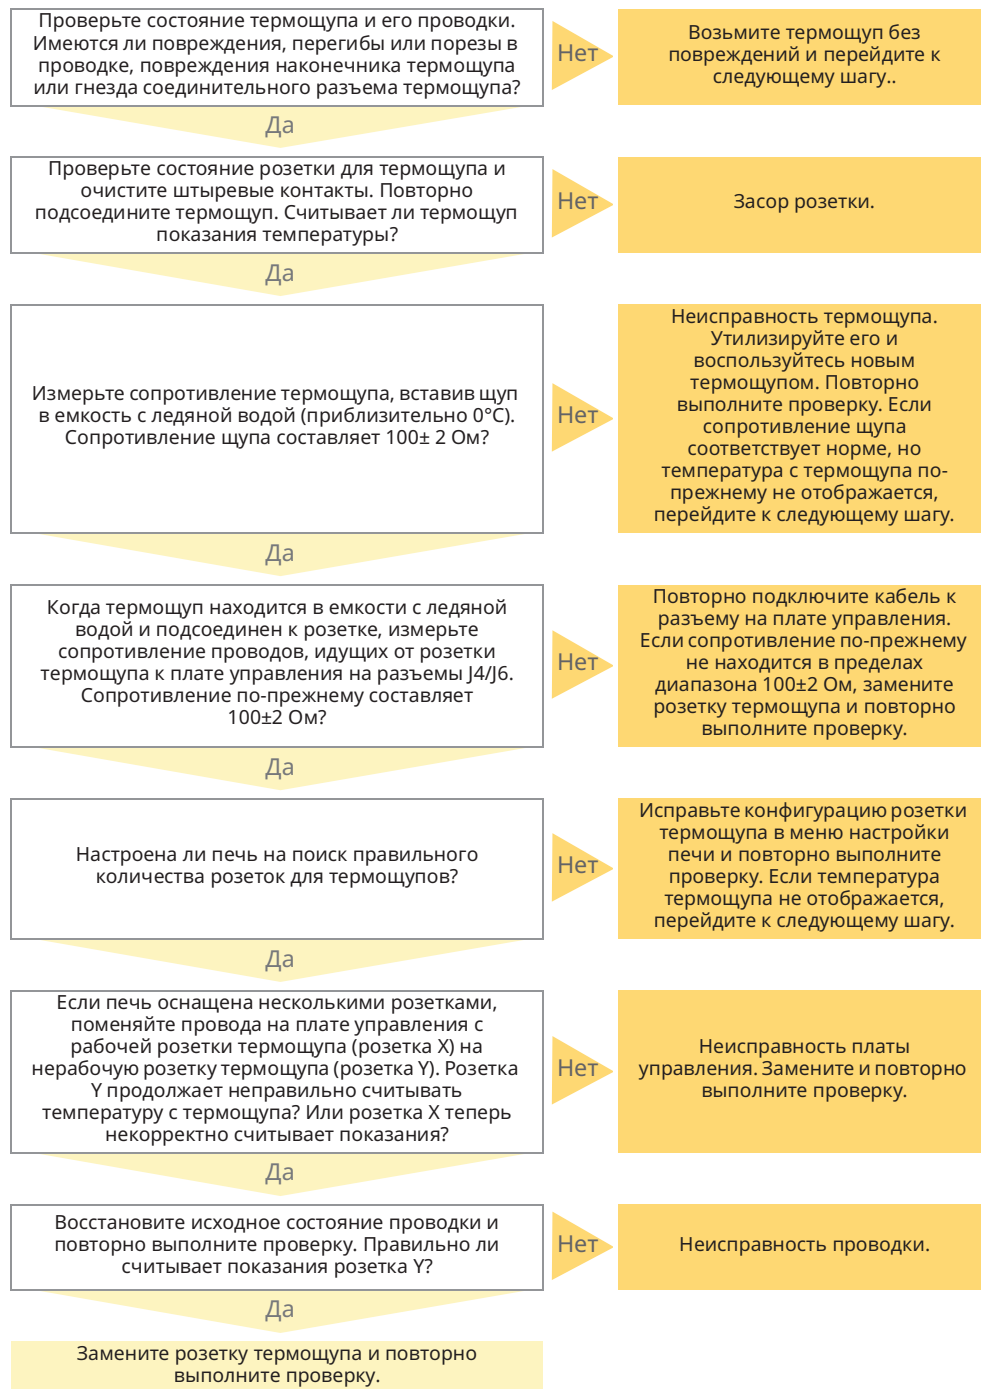 Проверьте состояние термощупа и его проводки.
Имеются ли повреждения, перегибы или порезы в
проводке, повреждения наконечника термощупа
или гнезда соединительного разъема термощупа?
Нет
Возьмите термощуп без
повреждений и перейдите к
следующему шагу..
Да
Проверьте состояние розетки для термощупа и
очистите штыревые контакты. Повторно
подсоедините термощуп. Считывает ли термощуп
показания температуры?
Нет
Засор розетки.
Да
Измерьте сопротивление термощупа, вставив щуп
в емкость с ледяной водой (приблизительно 0°C).
Сопротивление щупа составляет 100± 2 Ом?
Нет
Неисправность термощупа.
Утилизируйте его и
воспользуйтесь новым
термощупом. Повторно
выполните проверку. Если
сопротивление щупа
соответствует норме, но
температура с термощупа по-
прежнему не отображается,
перейдите к следующему шагу.
Да
Когда термощуп находится в емкости с ледяной
водой и подсоединен к розетке, измерьте
сопротивление проводов, идущих от розетки
термощупа к плате управления на разъемы J4/J6.
Сопротивление по-прежнему составляет
100±2 Ом?
Нет
Повторно подключите кабель к
разъему на плате управления.
Если сопротивление по-прежнему
не находится в пределах
диапазона 100±2 Ом, замените
розетку термощупа и повторно
выполните проверку.
Да
Настроена ли печь на поиск правильного
количества розеток для термощупов?
Нет
Исправьте конфигурацию розетки
термощупа в меню настройки
печи и повторно выполните
проверку. Если температура
термощупа не отображается,
перейдите к следующему шагу.
Да
Если печь оснащена несколькими розетками,
поменяйте провода на плате управления с
рабочей розетки термощупа (розетка X) на
нерабочую розетку термощупа (розетка Y). Розетка
Y продолжает неправильно считывать
температуру с термощупа? Или розетка X теперь
некорректно считывает показания?
Нет
Неисправность платы
управления. Замените и повторно
выполните проверку.
Да
Восстановите исходное состояние проводки и
повторно выполните проверку. Правильно ли
считывает показания розетка Y?
Нет
Неисправность проводки.
Да
Замените розетку термощупа и повторно
выполните проверку.